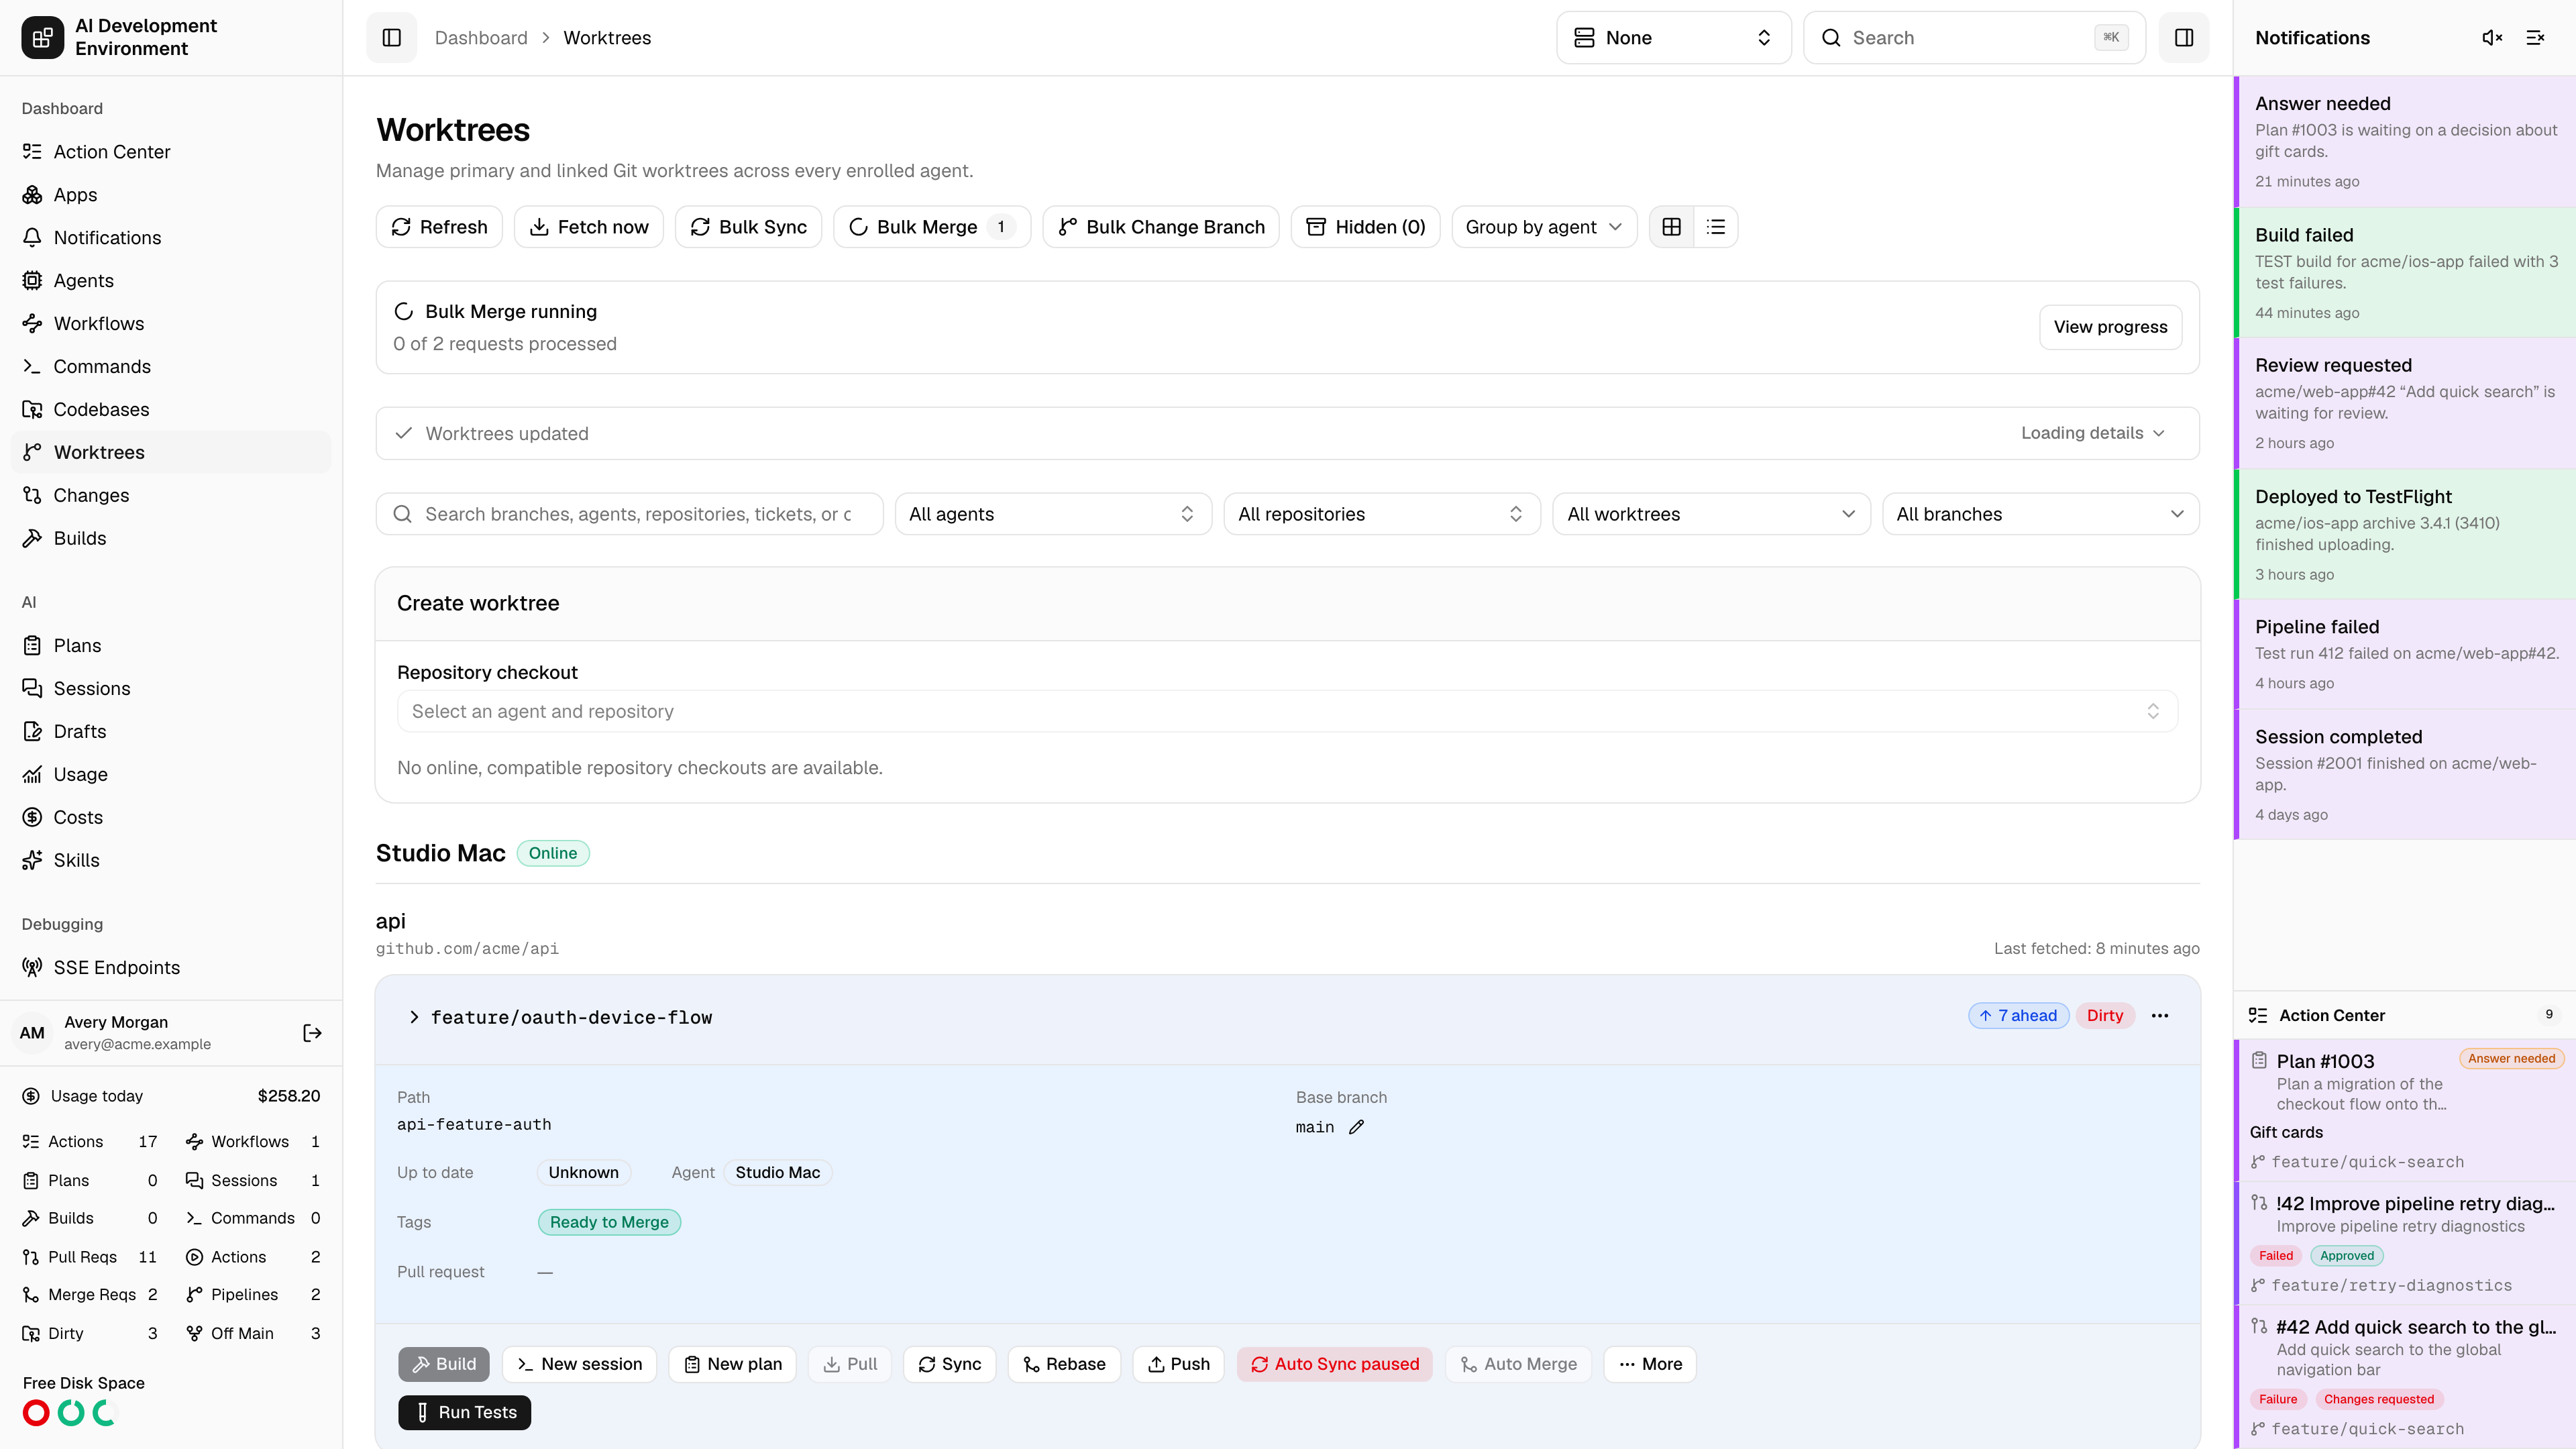 AI Development
Environment
Dashboard
Action Center
Apps
Notifications
Agents
Workflows
Commands
Codebases
Worktrees
Changes
Builds
AI
Plans
Sessions
Drafts
Usage
Costs
Skills
Debugging
SSE Endpoints
AM
Avery Morgan
avery@acme.example
Usage today $258.20
Actions 17 Workflows 1
Plans 0 Sessions 1
Builds 0 Commands 0
Pull Reqs 11 Actions 2
Merge Reqs 2 Pipelines 2
Dirty 3 Off Main 3
Free Disk Space
Dashboard > Worktrees
None
Search ⌘K
Worktrees
Manage primary and linked Git worktrees across every enrolled agent.
Refresh Fetch now Bulk Sync Bulk Merge 1 Bulk Change Branch Hidden (0) Group by agent
Bulk Merge running
0 of 2 requests processed
View progress
Worktrees updated
Loading details
Search branches, agents, repositories, tickets, or c
All agents All repositories All worktrees All branches
Create worktree
Repository checkout
Select an agent and repository
No online, compatible repository checkouts are available.
Studio Mac Online
api
github.com/acme/api
Last fetched: 8 minutes ago
feature/oauth-device-flow
7 ahead Dirty
Path
api-feature-auth
Base branch
main
Up to date Unknown Agent Studio Mac
Tags Ready to Merge
Pull request —
Build New session New plan Pull Sync Rebase Push Auto Sync paused Auto Merge More
Run Tests
Notifications
Answer needed
Plan #1003 is waiting on a decision about
gift cards.
21 minutes ago
Build failed
TEST build for acme/ios-app failed with 3
test failures.
44 minutes ago
Review requested
acme/web-app#42 “Add quick search” is
waiting for review.
2 hours ago
Deployed to TestFlight
acme/ios-app archive 3.4.1 (3410)
finished uploading.
3 hours ago
Pipeline failed
Test run 412 failed on acme/web-app#42.
4 hours ago
Session completed
Session #2001 finished on acme/web-
app.
4 days ago
Action Center 9
Plan #1003 Answer needed
Plan a migration of the
checkout flow onto th...
Gift cards
feature/quick-search
!42 Improve pipeline retry diag...
Improve pipeline retry diagnostics
Failed Approved
feature/retry-diagnostics
#42 Add quick search to the gl...
Add quick search to the global
navigation bar
Failure Changes requested
feature/quick-search